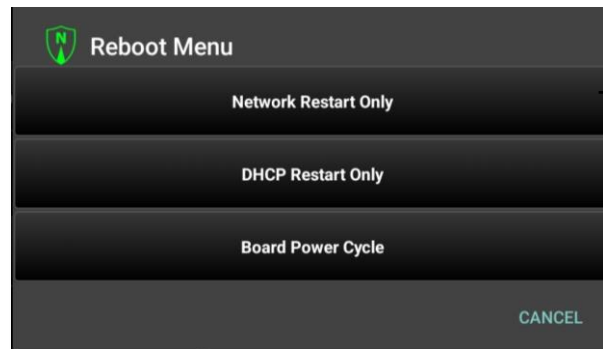 N
Reboot Menu
Network Restart Only
DHCP Restart Only
Board Power Cycle
CANCEL